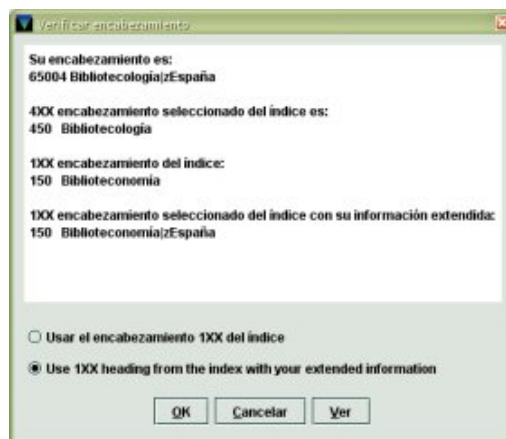 Verificar encabezamiento
Su encabezamiento es:
65004 Bibliotecología|zEspaña
4XX encabezamiento seleccionado del índice es:
450 Bibliotecología
1XX encabezamiento del índice:
150 Biblioteconomía
1XX encabezamiento seleccionado del índice con su información extendida:
150 Biblioteconomía|zEspaña
Usar el encabezamiento 1XX del índice
Use 1XX heading from the index with your extended information
OK Cancelar Ver